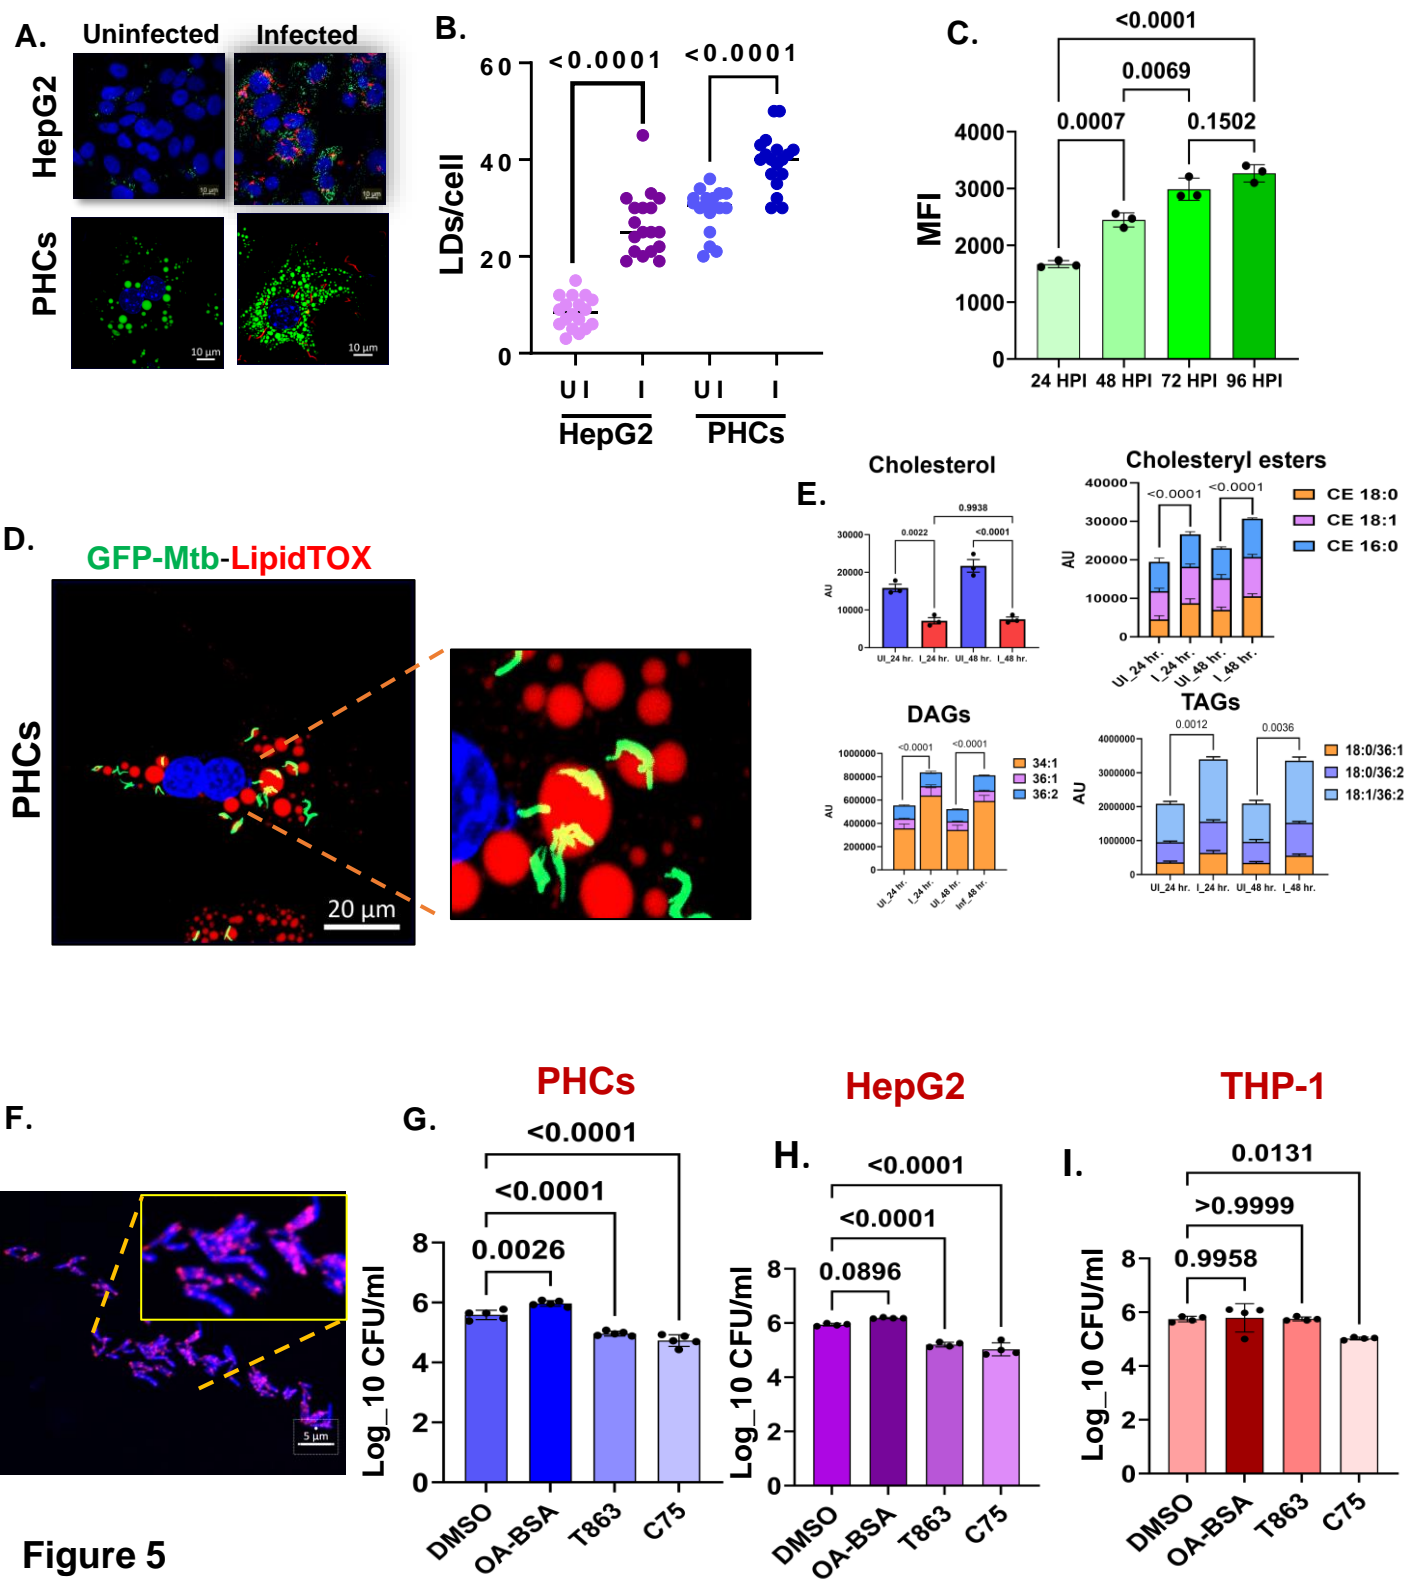 A.
Uninfected
Infected
HepG2
10 µm
10 µm
PHCs
10 µm
10 µm
B.
<0.0001
<0.0001
LDs/cell
60
40
20
0
UI
I
UI
I
HepG2
PHCs
C.
<0.0001
0.0069
0.0007
0.1502
MFI
4000
3000
2000
1000
0
24 HPI
48 HPI
72 HPI
96 HPI
D.
GFP-Mtb-LipidTOX
PHCs
20 µm
E.
Cholesterol
0.9938
0.0022
<0.0001
AU
30000
20000
10000
0
UI_24 hr.
I_24 hr.
UI_48 hr.
I_48 hr.
Cholesteryl esters
<0.0001
<0.0001
AU
40000
30000
20000
10000
0
UI_24 hr.
I_24 hr.
UI_48 hr.
I_48 hr.
CE 18:0
CE 18:1
CE 16:0
DAGs
<0.0001
<0.0001
AU
1000000
800000
600000
400000
200000
0
UI_24 hr.
I_24 hr.
UI_48 hr.
Inf_48 hr.
34:1
36:1
36:2
TAGs
0.0012
0.0036
AU
4000000
3000000
2000000
1000000
0
UI_24 hr.
I_24 hr.
UI_48 hr.
I_48 hr.
18:0/36:1
18:0/36:2
18:1/36:2
F.
5 µm
G.
PHCs
<0.0001
<0.0001
0.0026
Log_10 CFU/ml
8
6
4
2
0
DMSO
OA-BSA
T863
C75
H.
HepG2
<0.0001
<0.0001
0.0896
Log_10 CFU/ml
8
6
4
2
0
DMSO
OA-BSA
T863
C75
I.
THP-1
0.0131
>0.9999
0.9958
Log_10 CFU/ml
8
6
4
2
0
DMSO
OA-BSA
T863
C75
Figure 5